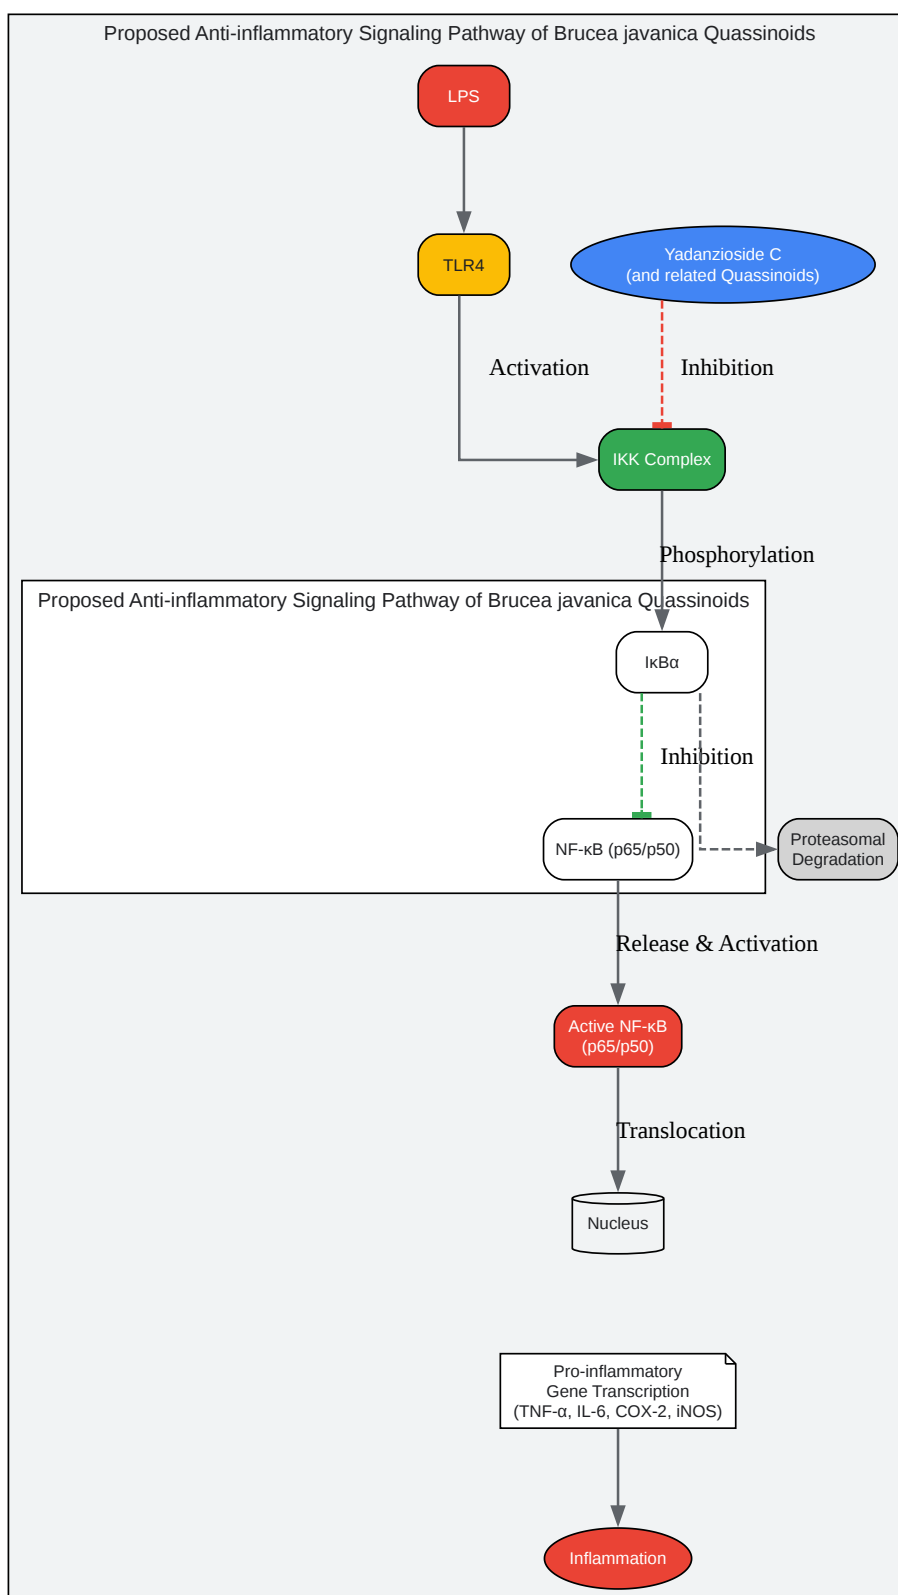 Proposed Anti-inflammatory Signaling Pathway of Brucea javanica Quassinoids
LPS
TLR4
Yadanzioside C
(and related Quassinoids)
Activation
Inhibition
IKK Complex
Phosphorylation
Proposed Anti-inflammatory Signaling Pathway of Brucea javanica Quassinoids
IκBα
Inhibition
NF-κB (p65/p50)
Proteasomal
Degradation
Release & Activation
Active NF-κB
(p65/p50)
Translocation
Nucleus
Pro-inflammatory
Gene Transcription
(TNF-α, IL-6, COX-2, iNOS)
Inflammation